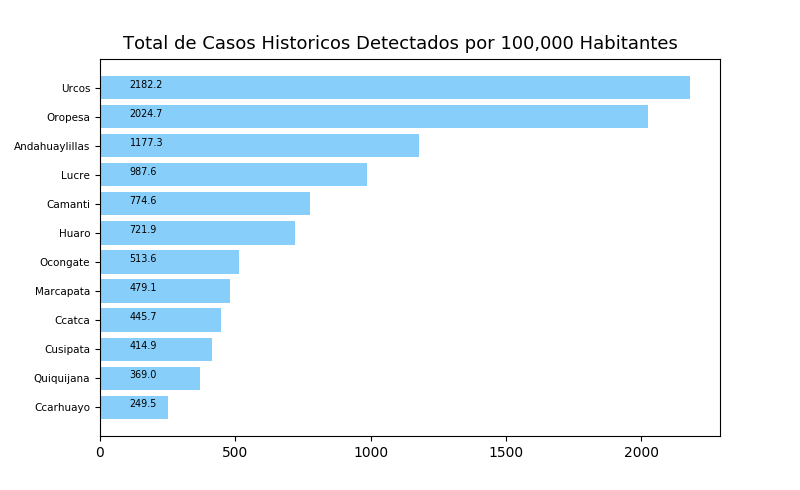 Total de Casos Historicos Detectados por 100,000 Habitantes
Urcos 2182.2
Oropesa 2024.7
Andahuaylillas 1177.3
Lucre 987.6
Camanti 774.6
Huaro 721.9
Ocongate 513.6
Marcapata 479.1
Ccatca 445.7
Cusipata 414.9
Quiquijana 369.0
Ccarhuayo 249.5
0 500 1000 1500 2000